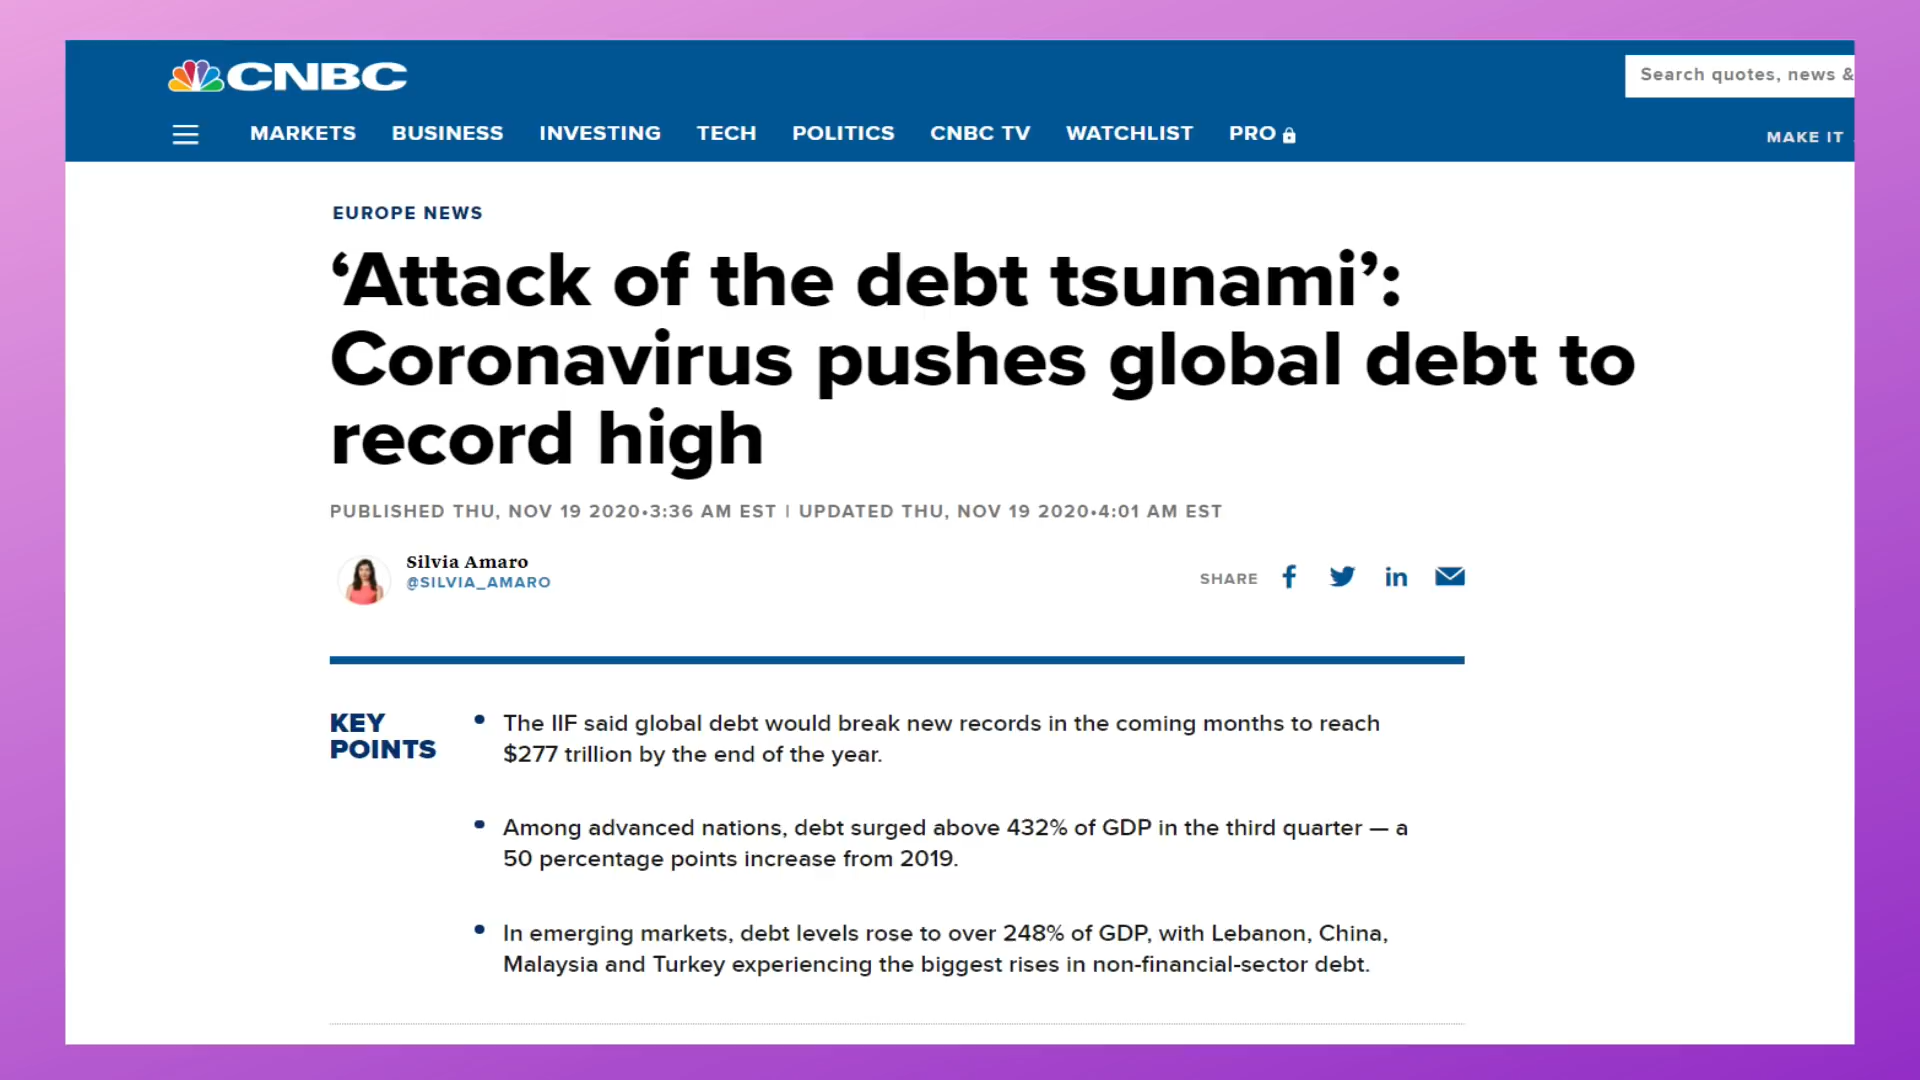 CNBC
Search quotes, news &
MARKETS BUSINESS INVESTING TECH POLITICS CNBC TV WATCHLIST PRO
MAKE IT
EUROPE NEWS
‘Attack of the debt tsunami’:
Coronavirus pushes global debt to
record high
PUBLISHED THU, NOV 19 2020•3:36 AM EST | UPDATED THU, NOV 19 2020•4:01 AM EST
Silvia Amaro
@SILVIA_AMARO
SHARE
KEY
POINTS
• The IIF said global debt would break new records in the coming months to reach
$277 trillion by the end of the year.
• Among advanced nations, debt surged above 432% of GDP in the third quarter — a
50 percentage points increase from 2019.
• In emerging markets, debt levels rose to over 248% of GDP, with Lebanon, China,
Malaysia and Turkey experiencing the biggest rises in non-financial-sector debt.